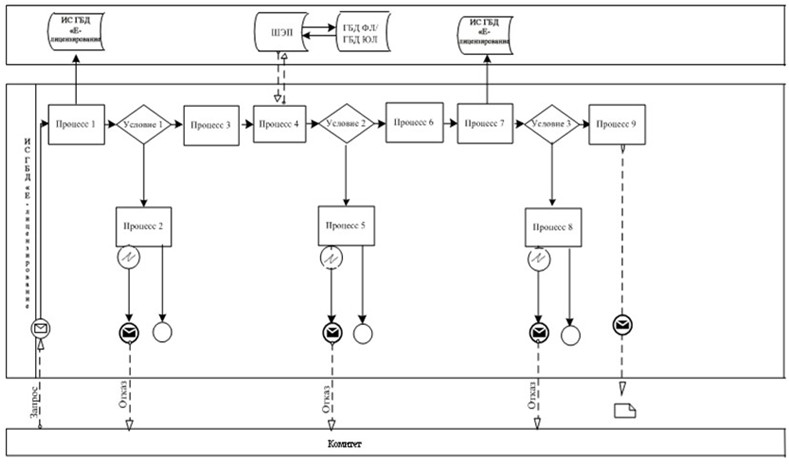 ИС ГБД
«Е-
лицензирование
ШЭП
ГБД ФЛ/
ГБД ЮЛ
ИС ГБД
«Е-
лицензирование
ИС ГБД «Е - лицензирование
Процесс 1
Условие 1
Процесс 3
Процесс 4
Условие 2
Процесс 6
Процесс 7
Условие 3
Процесс 9
Процесс 2
Процесс 5
Процесс 8
Запрос
Отказ
Отказ
Отказ
Комитет